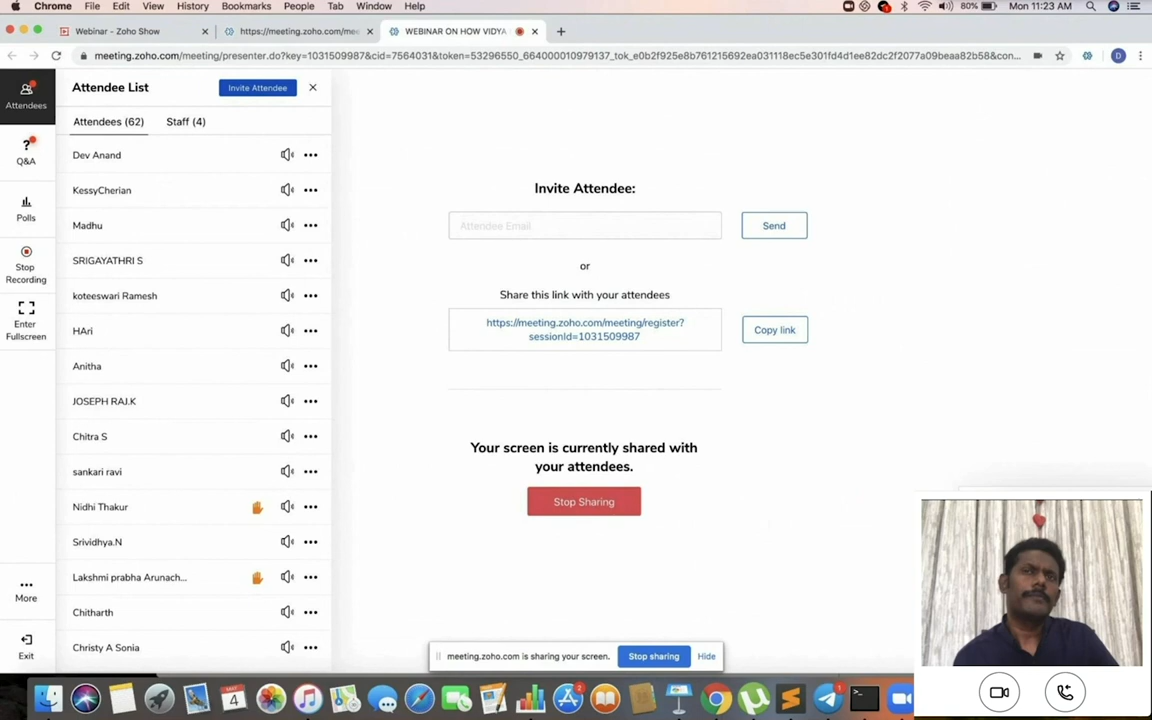 Chrome File Edit View History Bookmarks People Tab Window Help 80% Mon 11:23 AM
Webinar - Zoho Show
https://meeting.zoho.com/mee
WEBINAR ON HOW VIDYA
meeting.zoho.com/meeting/presenter.do?key=1031509987&cid=7564031&token=53296550_664000010979137_tok_e0b2f925e8b761215692ea031118ec5e301fd4d1ee82dc2f2077a09beaa82b58&con...
D
Attendees
Q&A
Polls
Stop
Recording
Enter
Fullscreen
More
Exit
Attendee List
Invite Attendee
Attendees (62) Staff (4)
Dev Anand
KessyCherian
Madhu
SRIGAYATHRI S
koteeswari Ramesh
HAri
Anitha
JOSEPH RAJ.K
Chitra S
sankari ravi
Nidhi Thakur
Srividhya.N
Lakshmi prabha Arunach...
Chitharth
Christy A Sonia
Invite Attendee:
Attendee Email
Send
or
Share this link with your attendees
https://meeting.zoho.com/meeting/register?
sessionId=1031509987
Copy link
Your screen is currently shared with
your attendees.
Stop Sharing
meeting.zoho.com is sharing your screen. Stop sharing Hide
MAY
4